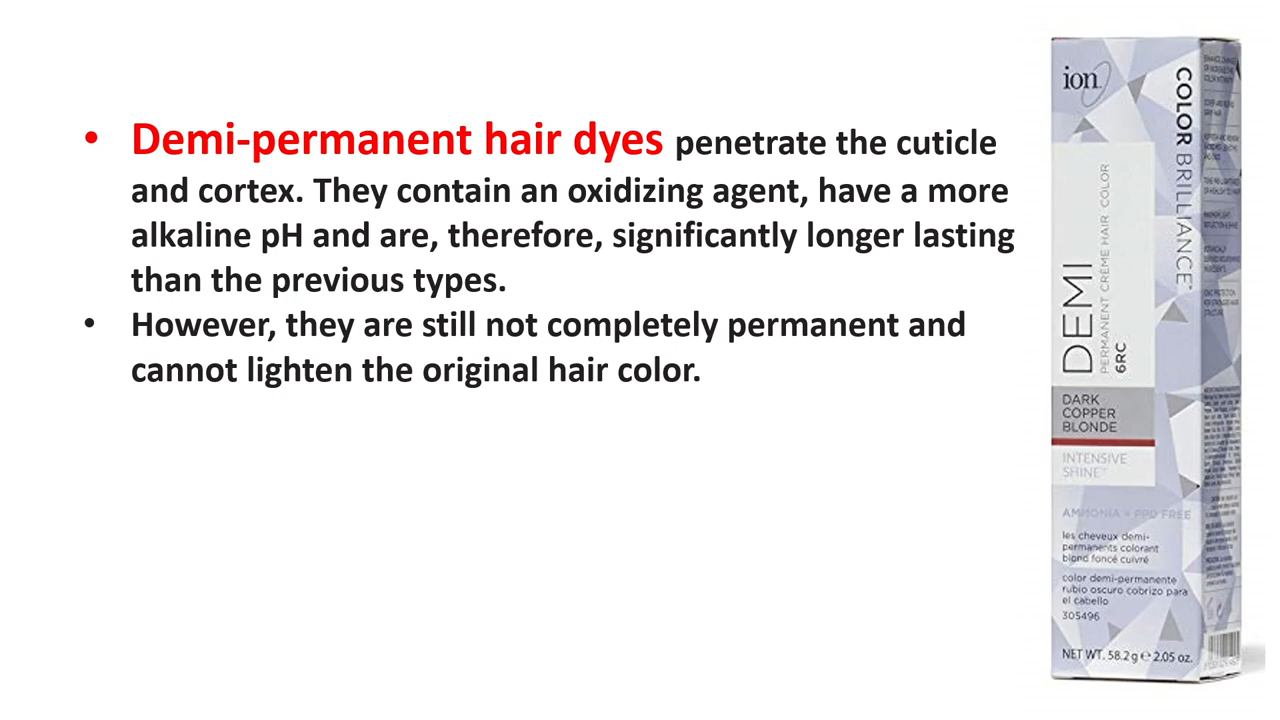 • Demi-permanent hair dyes penetrate the cuticle
and cortex. They contain an oxidizing agent, have a more
alkaline pH and are, therefore, significantly longer lasting
than the previous types.
• However, they are still not completely permanent and
cannot lighten the original hair color.
ion
COLOR BRILLIANCE™
DEMI
PERMANENT CRÈME HAIR COLOR
6RC
DARK
COPPER
BLONDE
INTENSIVE
SHINE™
AMMONIA + PPD FREE
les cheveux demi-
permanents colorant
blond foncé cuivré
color demi-permanente
rubio oscuro cobrizo para
el cabello
305496
NET WT. 58.2 g ℮ 2.05 oz.